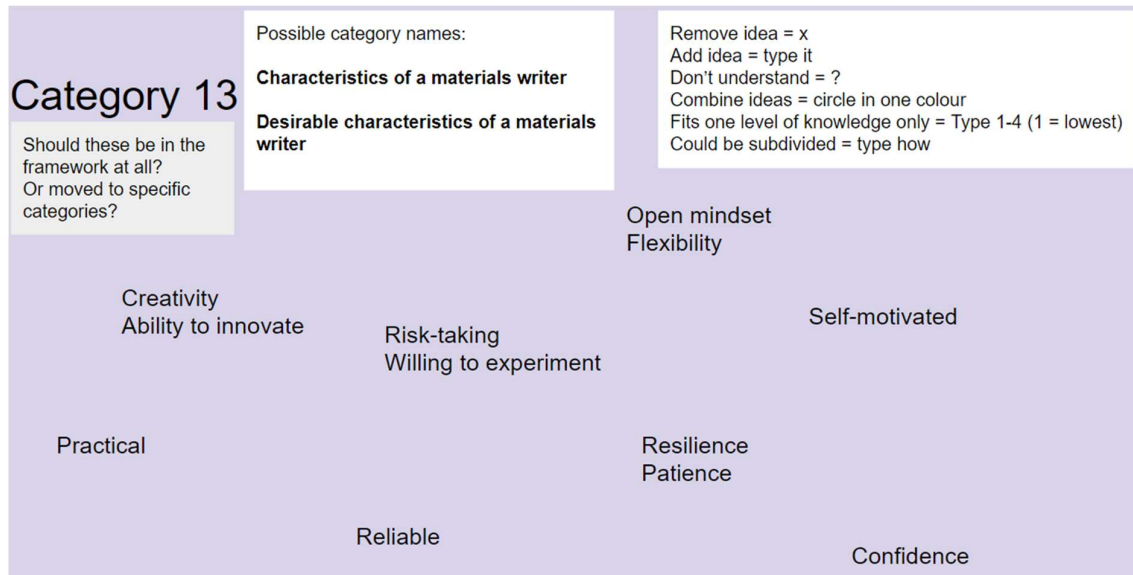 Category 13
Should these be in the
framework at all?
Or moved to specific
categories?
Possible category names:
Characteristics of a materials writer
Desirable characteristics of a materials
writer
Remove idea = x
Add idea = type it
Don’t understand = ?
Combine ideas = circle in one colour
Fits one level of knowledge only = Type 1-4 (1 = lowest)
Could be subdivided = type how
Open mindset
Flexibility
Creativity
Ability to innovate
Risk-taking
Willing to experiment
Self-motivated
Practical
Resilience
Patience
Reliable
Confidence